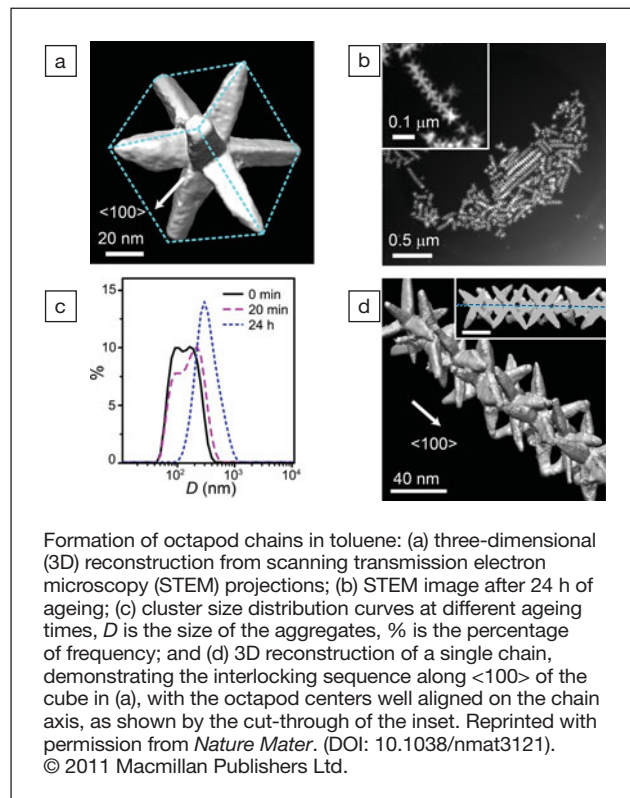 a
<100>
20 nm
b
0.1 μm
0.5 μm
c
0 min
20 min
24 h
15
10
5
0
%
10² 10³ 10⁴
D (nm)
d
<100>
40 nm
Formation of octapod chains in toluene: (a) three-dimensional
(3D) reconstruction from scanning transmission electron
microscopy (STEM) projections; (b) STEM image after 24 h of
ageing; (c) cluster size distribution curves at different ageing
times, D is the size of the aggregates, % is the percentage
of frequency; and (d) 3D reconstruction of a single chain,
demonstrating the interlocking sequence along <100> of the
cube in (a), with the octapod centers well aligned on the chain
axis, as shown by the cut-through of the inset. Reprinted with
permission from Nature Mater. (DOI: 10.1038/nmat3121).
© 2011 Macmillan Publishers Ltd.